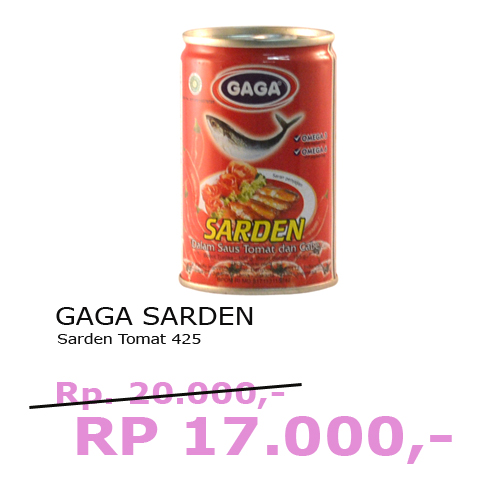 GAGA®
✓OMEGA 3
✓OMEGA 6
SARDEN
Dalam Saus Tomat dan Cabe
GAGA SARDEN
Sarden Tomat 425
Rp. 20.000,-
RP 17.000,-